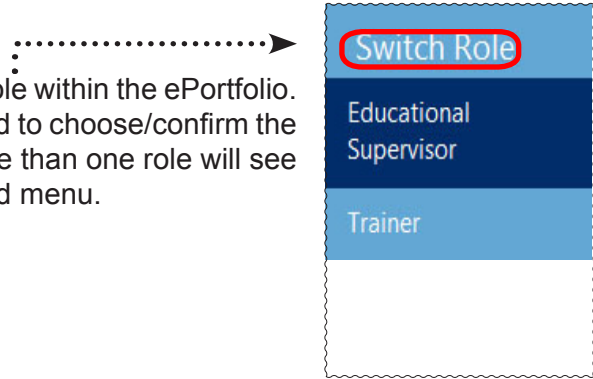 ole within the ePortfolio.
d to choose/confirm the
e than one role will see
d menu.
Switch Role
Educational
Supervisor
Trainer